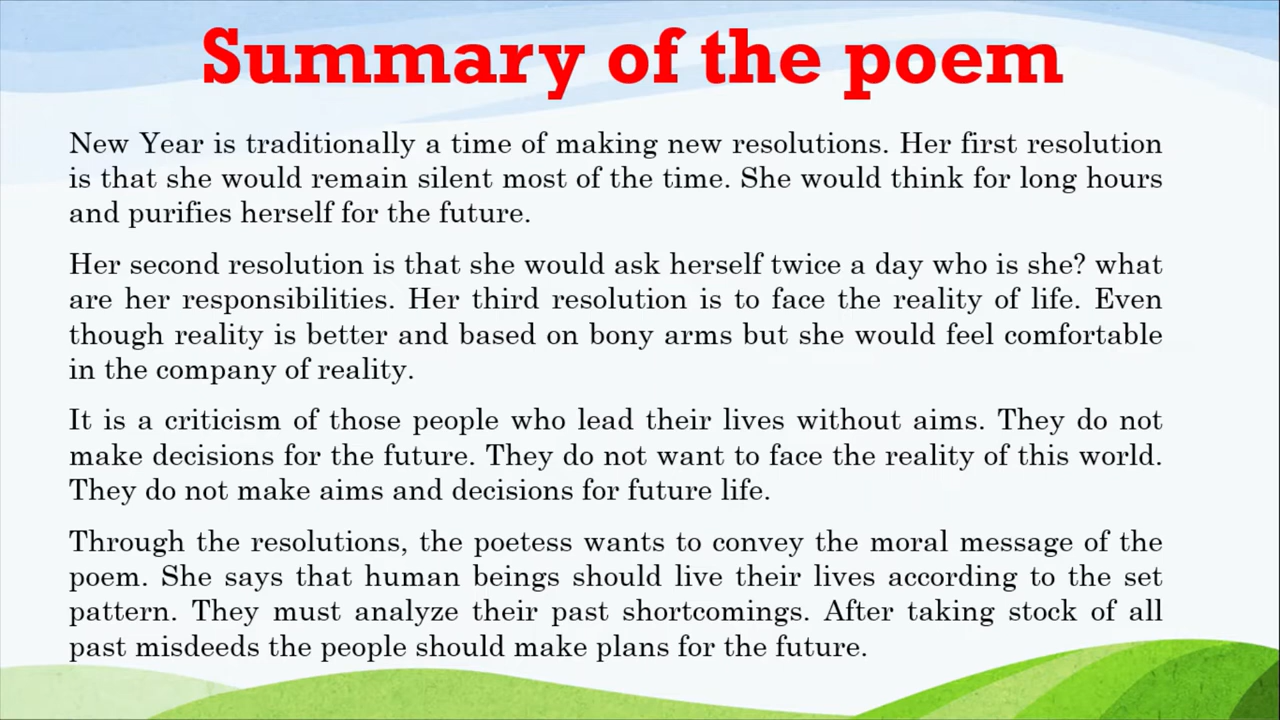 Summary of the poem
New Year is traditionally a time of making new resolutions. Her first resolution
is that she would remain silent most of the time. She would think for long hours
and purifies herself for the future.
Her second resolution is that she would ask herself twice a day who is she? what
are her responsibilities. Her third resolution is to face the reality of life. Even
though reality is better and based on bony arms but she would feel comfortable
in the company of reality.
It is a criticism of those people who lead their lives without aims. They do not
make decisions for the future. They do not want to face the reality of this world.
They do not make aims and decisions for future life.
Through the resolutions, the poetess wants to convey the moral message of the
poem. She says that human beings should live their lives according to the set
pattern. They must analyze their past shortcomings. After taking stock of all
past misdeeds the people should make plans for the future.